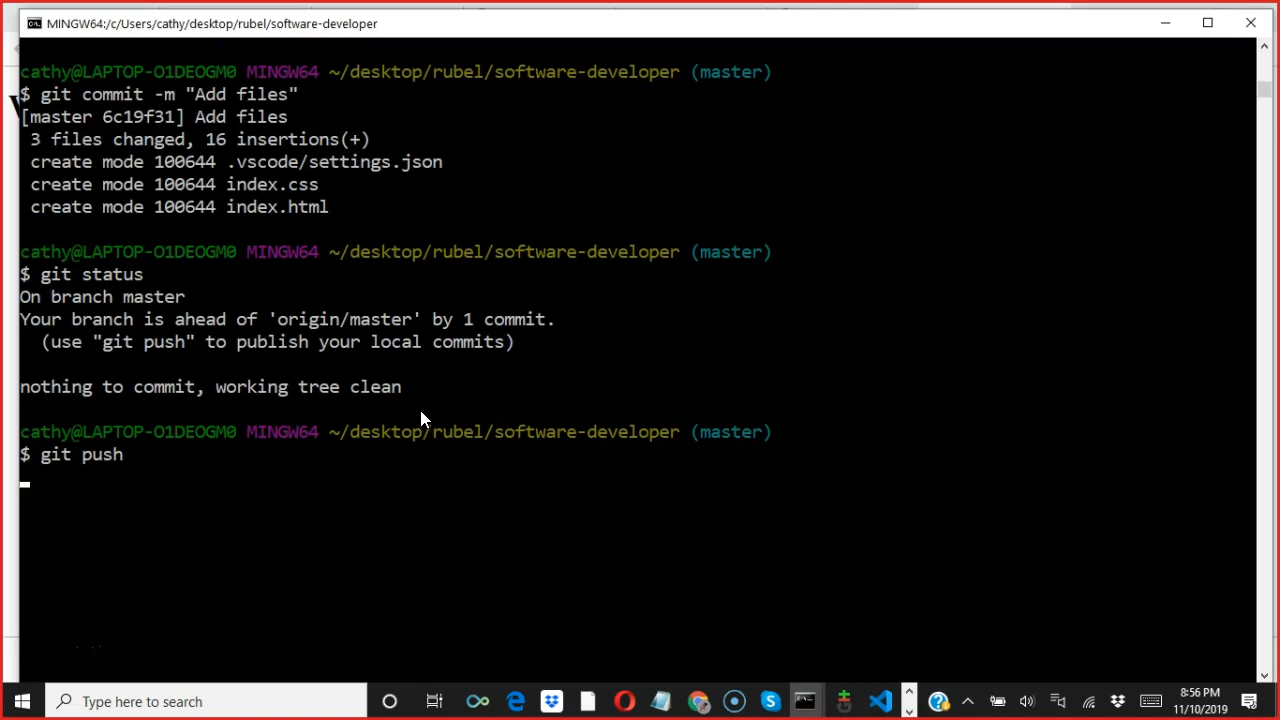 MINGW64:/c/Users/cathy/desktop/rubel/software-developer
cathy@LAPTOP-O1DEOGM0 MINGW64 ~/desktop/rubel/software-developer (master)
$ git commit -m "Add files"
[master 6c19f31] Add files
 3 files changed, 16 insertions(+)
 create mode 100644 .vscode/settings.json
 create mode 100644 index.css
 create mode 100644 index.html
cathy@LAPTOP-O1DEOGM0 MINGW64 ~/desktop/rubel/software-developer (master)
$ git status
On branch master
Your branch is ahead of 'origin/master' by 1 commit.
  (use "git push" to publish your local commits)
nothing to commit, working tree clean
cathy@LAPTOP-O1DEOGM0 MINGW64 ~/desktop/rubel/software-developer (master)
$ git push
Type here to search
8:56 PM
11/10/2019